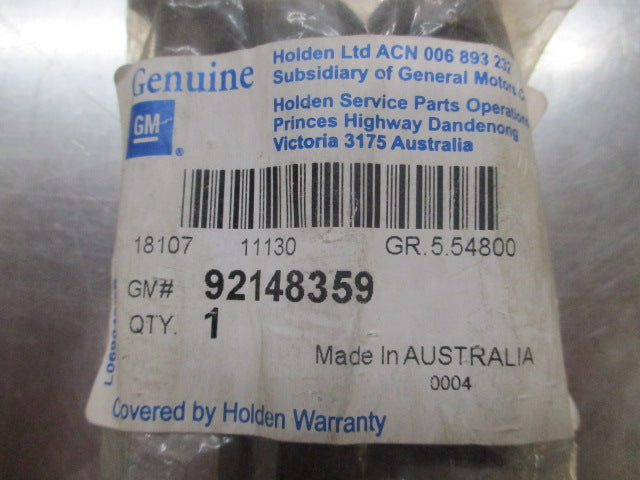 Genuine
GM
®
Holden Ltd ACN 006 893 232
Subsidiary of General Motors
Holden Service Parts Operations
Princes Highway Dandenong
Victoria 3175 Australia
18107 11130 GR.5.54800
GM# 92148359
QTY. 1
Made In AUSTRALIA
0004
Covered by Holden Warranty